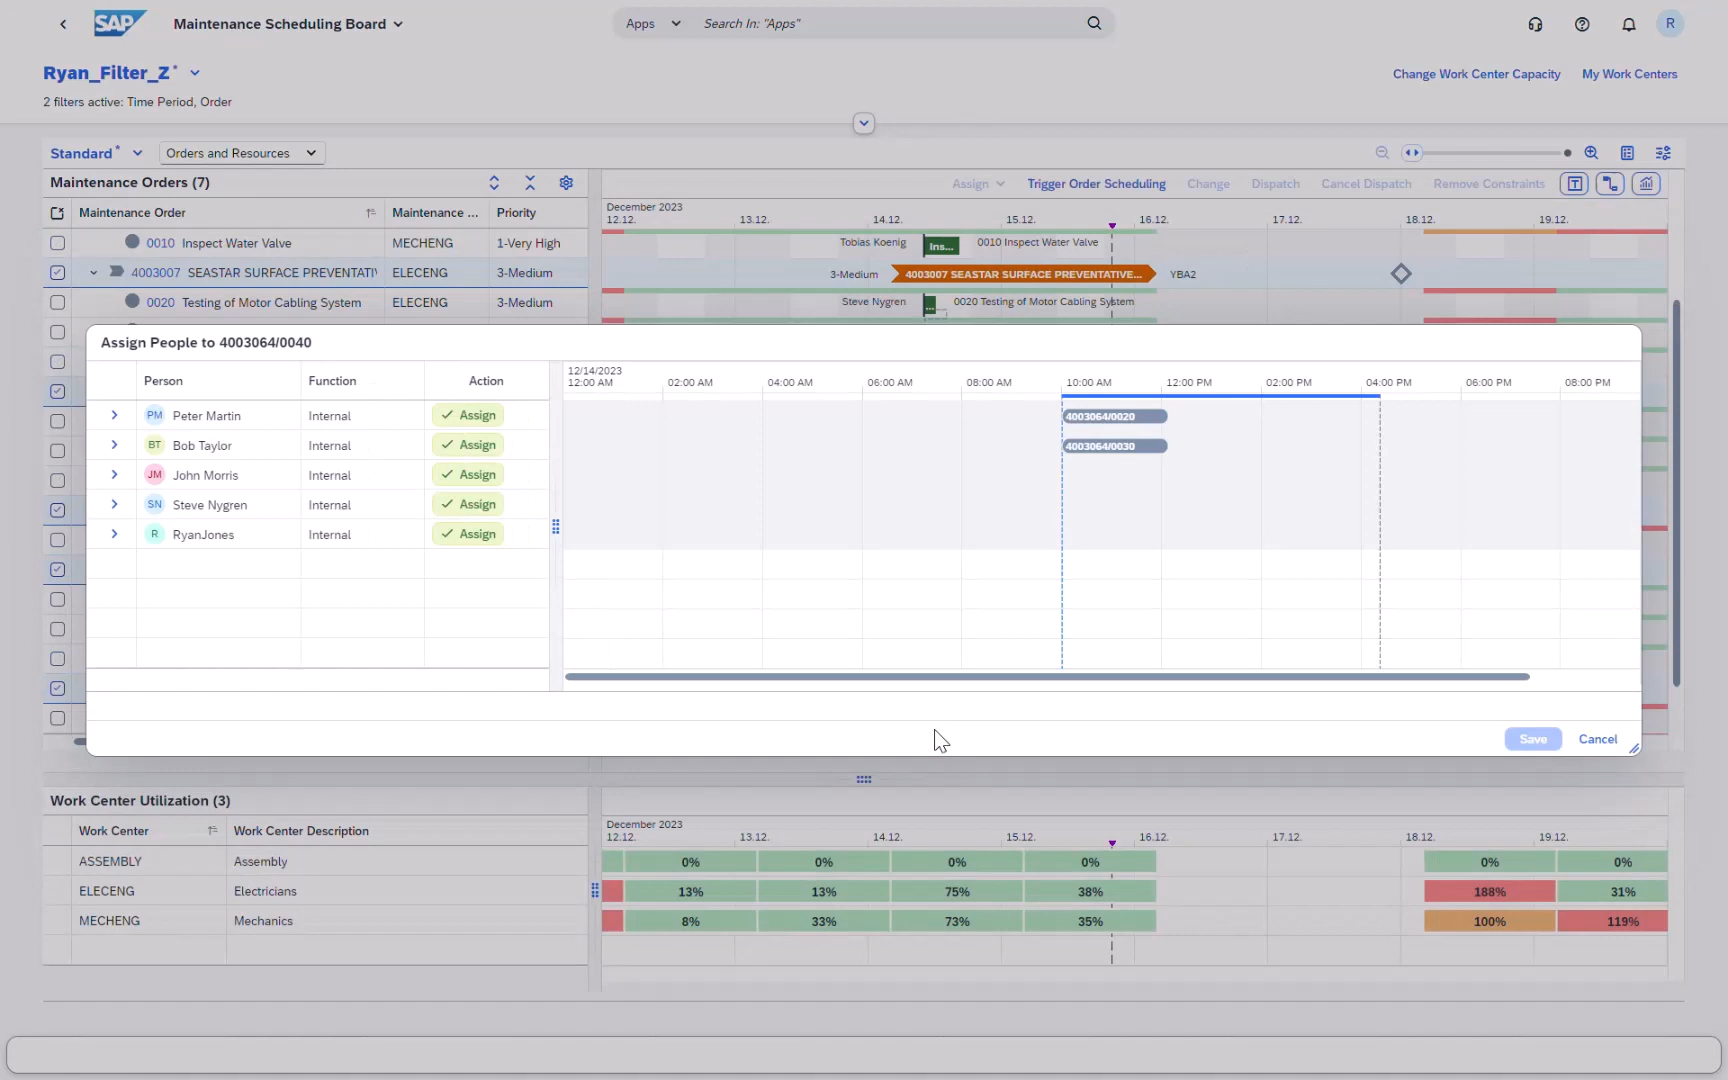 SAP
Maintenance Scheduling Board
Apps
Search In: "Apps"
R
Ryan_Filter_Z*
2 filters active: Time Period, Order
Change Work Center Capacity
My Work Centers
Standard*
Orders and Resources
Maintenance Orders (7)
Assign
Trigger Order Scheduling
Change
Dispatch
Cancel Dispatch
Remove Constraints
Maintenance Order
Maintenance ...
Priority
December 2023
12.12.
13.12.
14.12.
15.12.
16.12.
17.12.
18.12.
19.12.
0010 Inspect Water Valve
MECHENG
1-Very High
Tobias Koenig
Ins...
0010 Inspect Water Valve
4003007 SEASTAR SURFACE PREVENTATI
ELECENG
3-Medium
3-Medium
4003007 SEASTAR SURFACE PREVENTATIVE...
YBA2
0020 Testing of Motor Cabling System
ELECENG
3-Medium
Steve Nygren
...
0020 Testing of Motor Cabling System
Assign People to 4003064/0040
Person
Function
Action
12/14/2023
12:00 AM
02:00 AM
04:00 AM
06:00 AM
08:00 AM
10:00 AM
12:00 PM
02:00 PM
04:00 PM
06:00 PM
08:00 PM
PM Peter Martin
Internal
Assign
4003064/0020
BT Bob Taylor
Internal
Assign
4003064/0030
JM John Morris
Internal
Assign
SN Steve Nygren
Internal
Assign
R RyanJones
Internal
Assign
Save
Cancel
Work Center Utilization (3)
Work Center
Work Center Description
December 2023
12.12.
13.12.
14.12.
15.12.
16.12.
17.12.
18.12.
19.12.
ASSEMBLY
Assembly
0%
0%
0%
0%
0%
0%
ELECENG
Electricians
13%
13%
75%
38%
188%
31%
MECHENG
Mechanics
8%
33%
73%
35%
100%
119%